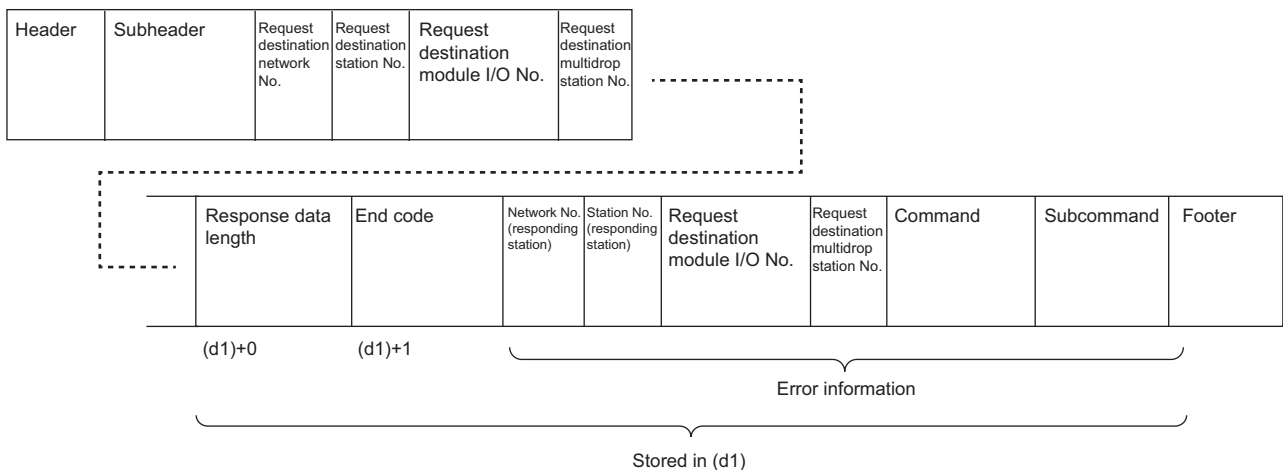 Header
Subheader
Request
destination
network
No.
Request
destination
station No.
Request
destination
module I/O No.
Request
destination
multidrop
station No.
Response data
length
End code
Network No.
(responding
station)
Station No.
(responding
station)
Request
destination
module I/O No.
Request
destination
multidrop
station No.
Command
Subcommand
Footer
(d1)+0
(d1)+1
Error information
Stored in (d1)